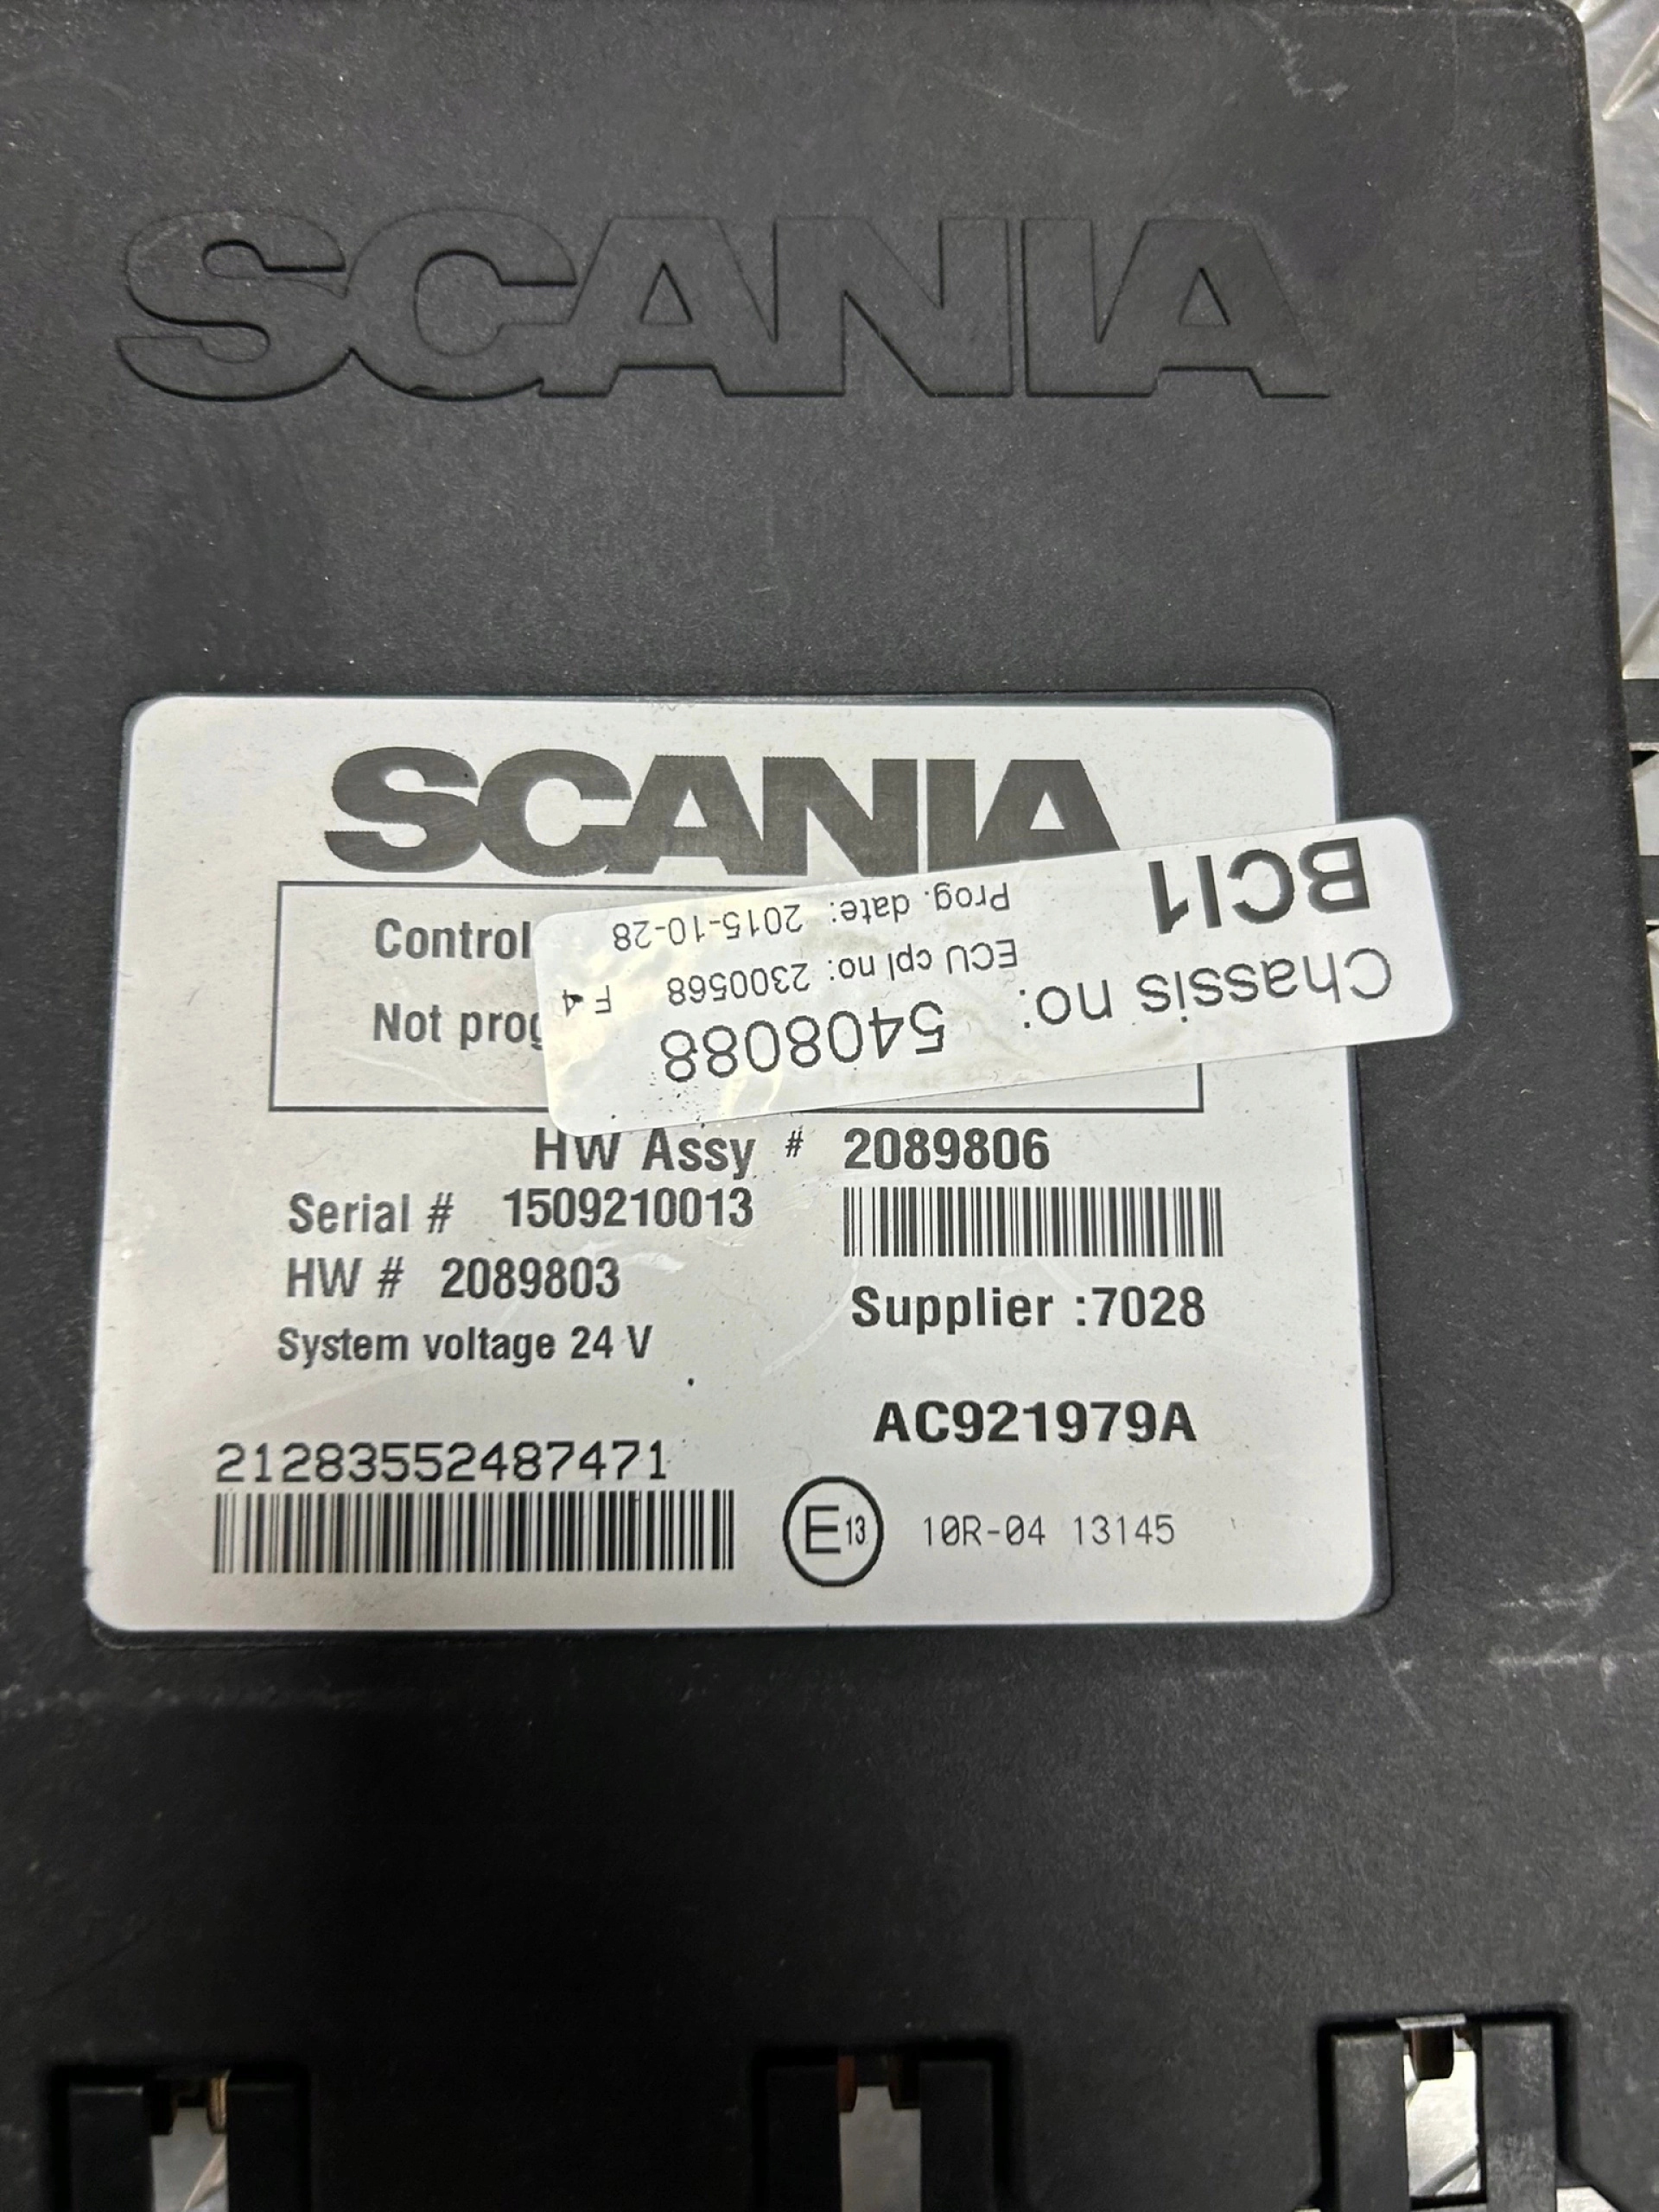 SCANIA
SCANIA
Control
Not prog
Chassis no: 5408088
ECU cpl no: 2300568 F4
BCI1 Prog. date: 2015-10-28
HW Assy # 2089806
Serial # 1509210013
HW # 2089803
Supplier :7028
System voltage 24 V
AC921979A
21283552487471
E13 10R-04 13145